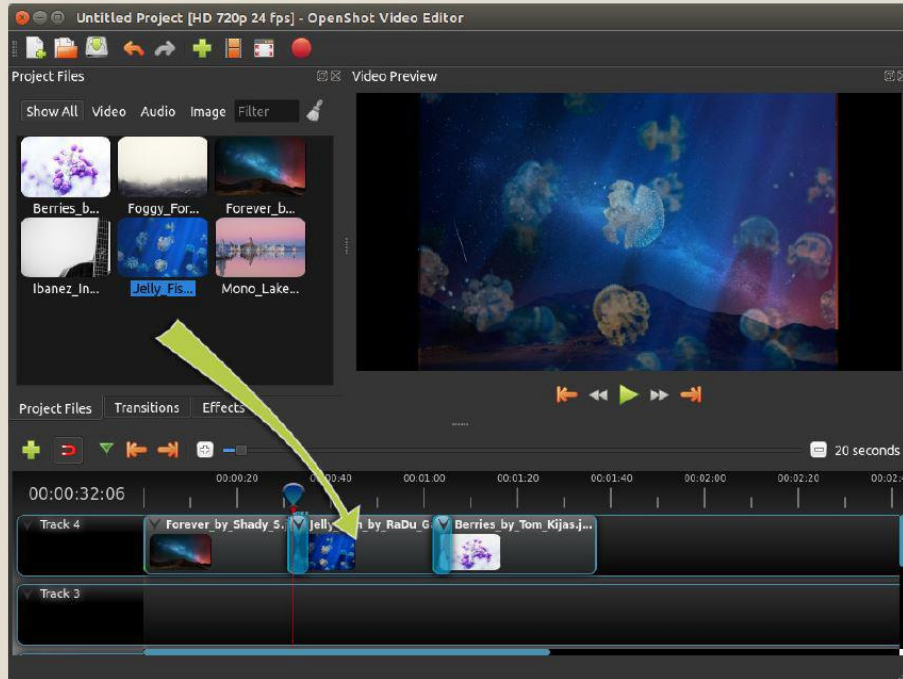 Untitled Project [HD 720p 24 fps] - OpenShot Video Editor
Project Files
Video Preview
Show All Video Audio Image Filter
Berries_b... Foggy_For... Forever_b...
Ibanez_In... Jelly_Fis... Mono_Lake...
Project Files Transitions Effects
20 seconds
00:00:32:06
00:00:20 00:00:40 00:01:00 00:01:20 00:01:40 00:02:00 00:02:20
Track 4
Forever_by_Shady_S. by_RaDu_G Berries_by_Tom_Kijas.j...
Track 3